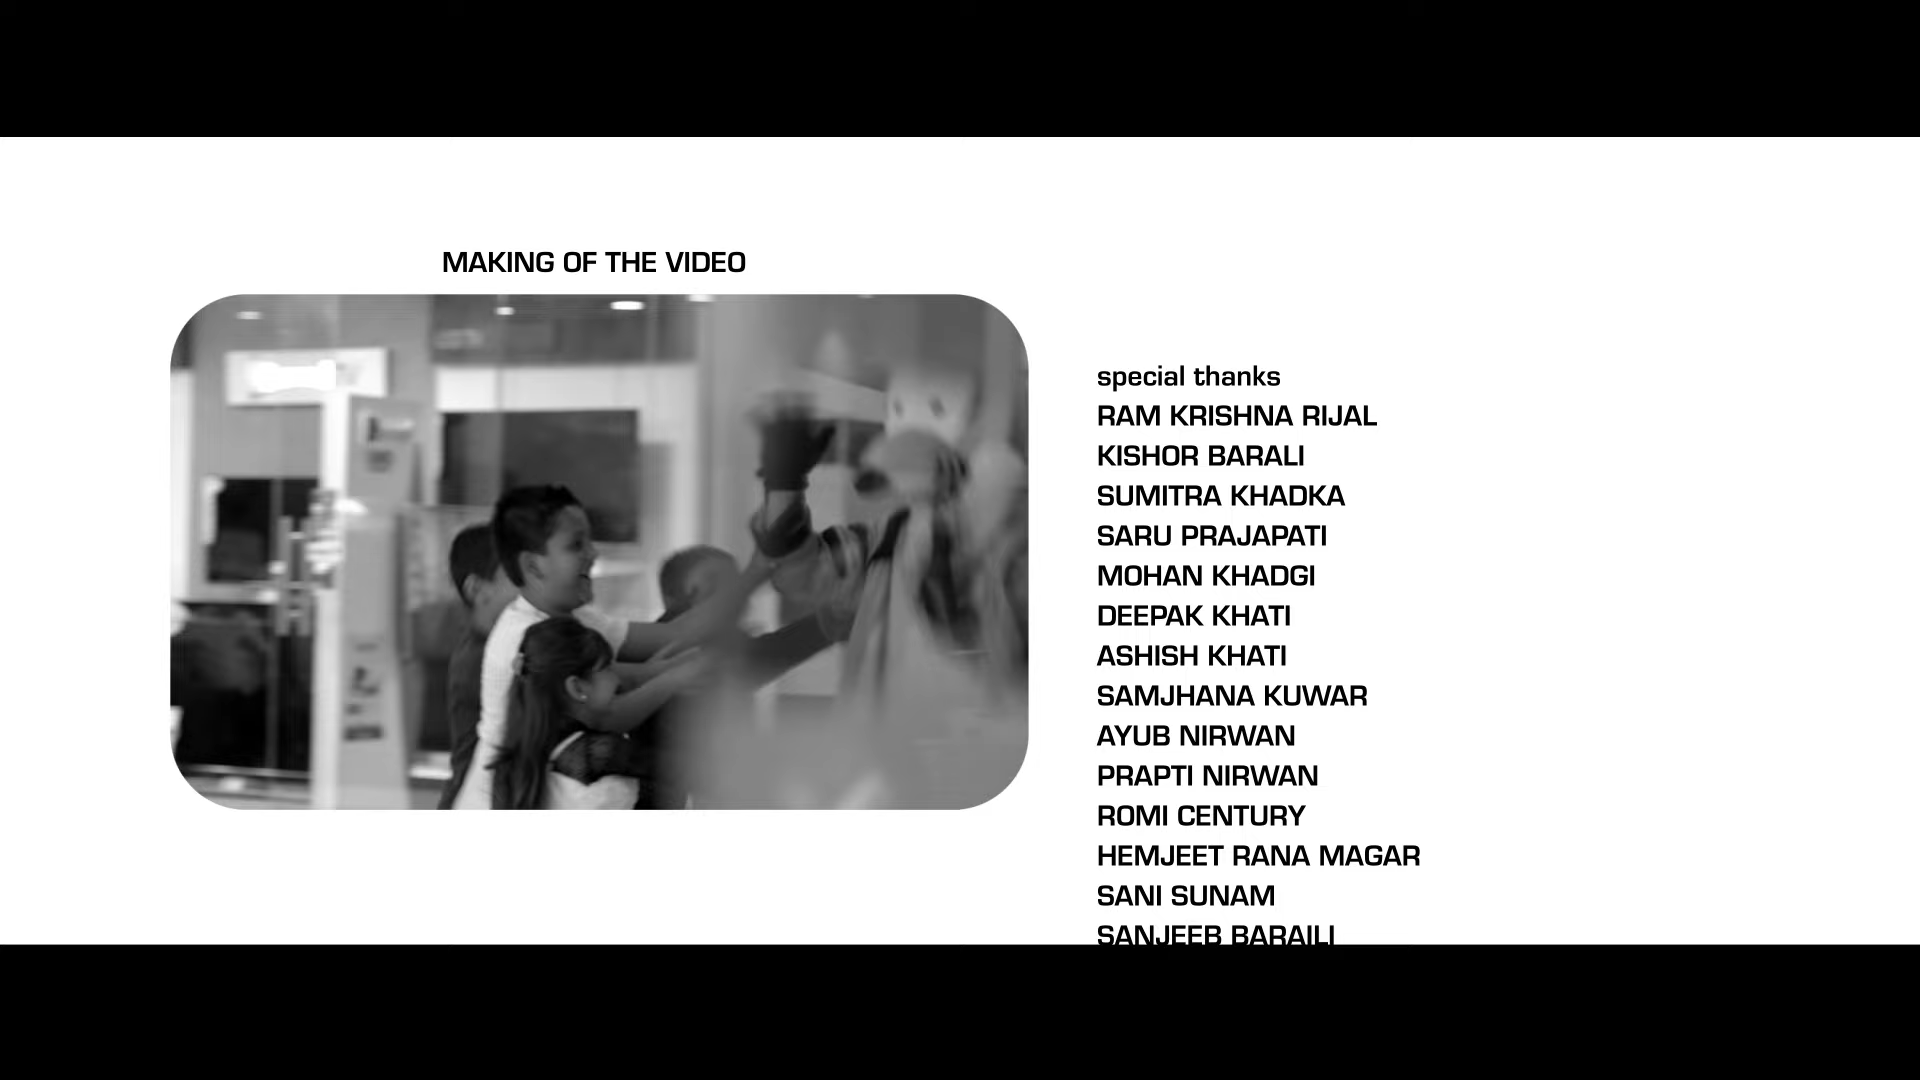 MAKING OF THE VIDEO
special thanks
RAM KRISHNA RIJAL
KISHOR BARALI
SUMITRA KHADKA
SARU PRAJAPATI
MOHAN KHADGI
DEEPAK KHATI
ASHISH KHATI
SAMJHANA KUWAR
AYUB NIRWAN
PRAPTI NIRWAN
ROMI CENTURY
HEMJEET RANA MAGAR
SANI SUNAM
SANJEEB BARAILI